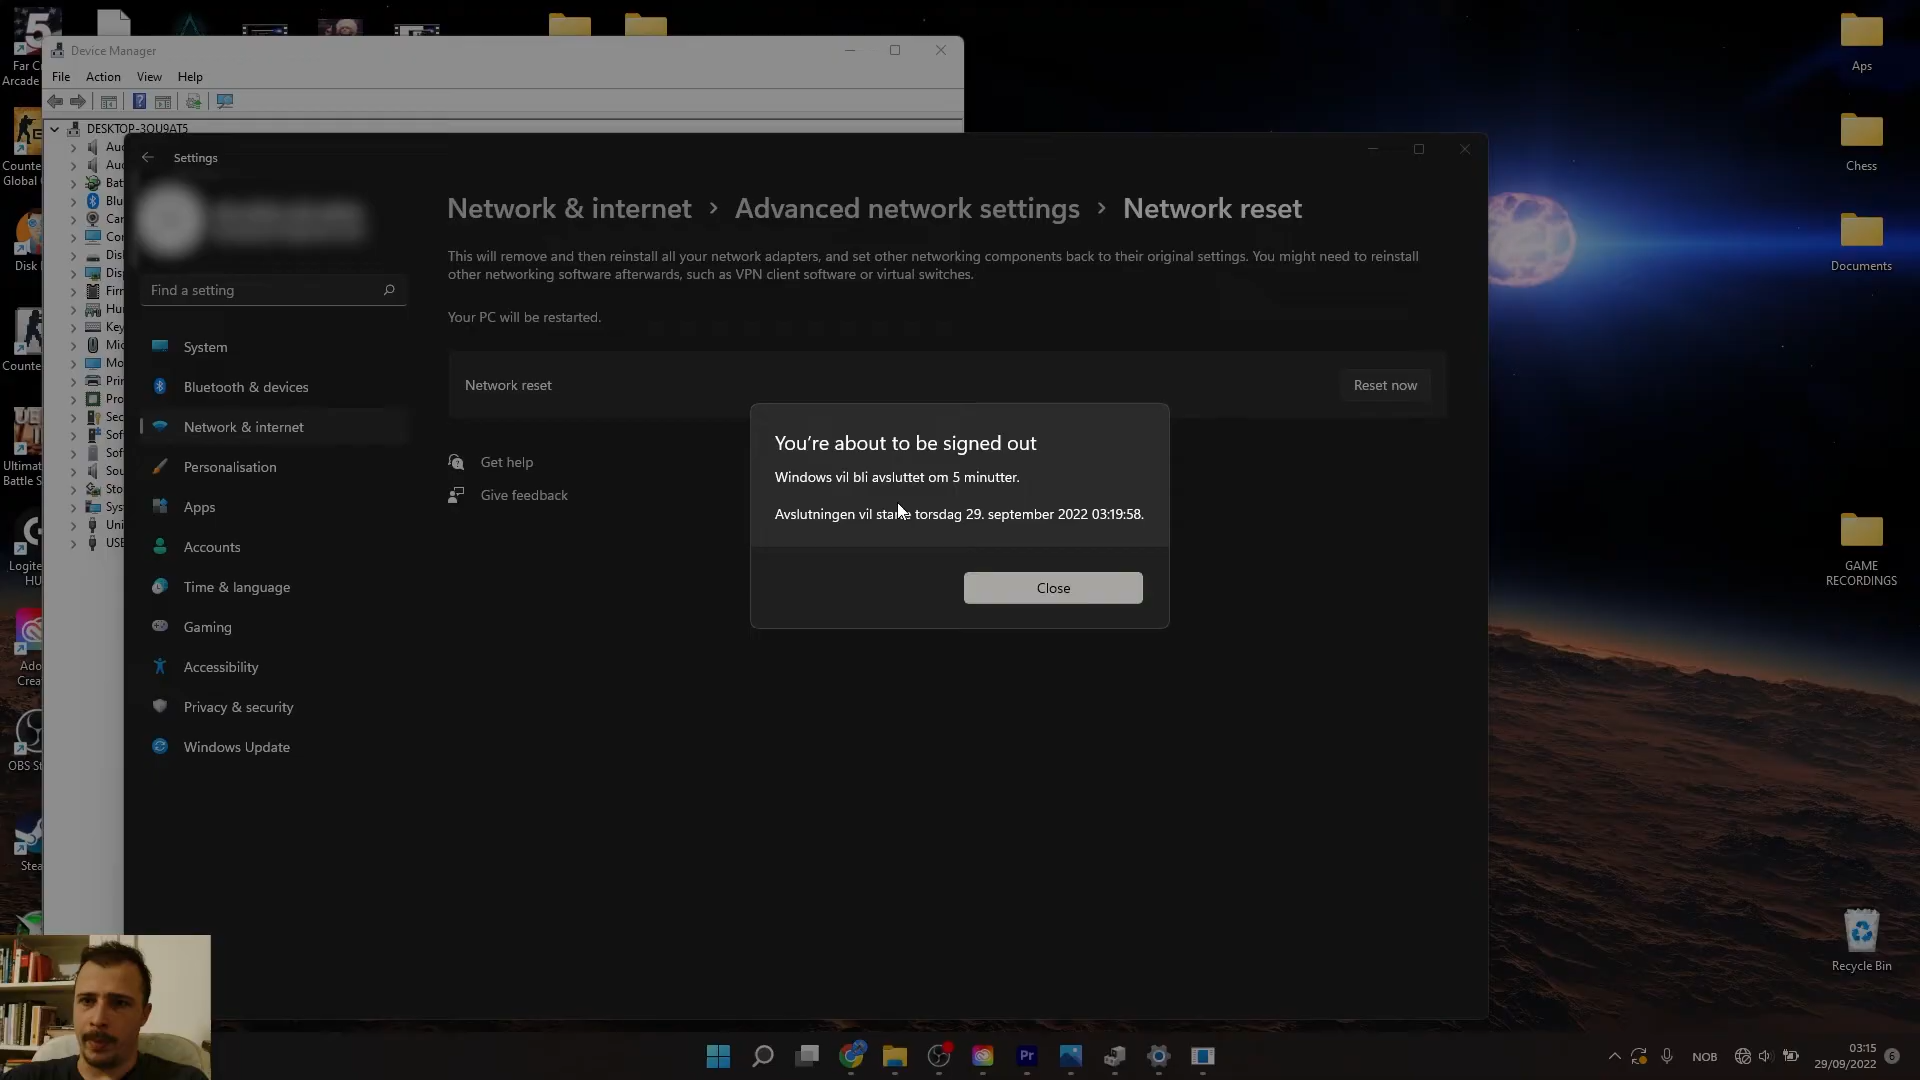 Device Manager
File Action View Help
DESKTOP-3OU9AT5
Settings
Find a setting
System
Bluetooth & devices
Network & internet
Personalisation
Apps
Accounts
Time & language
Gaming
Accessibility
Privacy & security
Windows Update
Network & internet > Advanced network settings > Network reset
This will remove and then reinstall all your network adapters, and set other networking components back to their original settings. You might need to reinstall
other networking software afterwards, such as VPN client software or virtual switches.
Your PC will be restarted.
Network reset
Reset now
Get help
Give feedback
You're about to be signed out
Windows vil bli avsluttet om 5 minutter.
Avslutningen vil starte torsdag 29. september 2022 03:19:58.
Close
Aps
Chess
Documents
GAME
RECORDINGS
Recycle Bin
Pr
NOB
03:15
29/09/2022
6